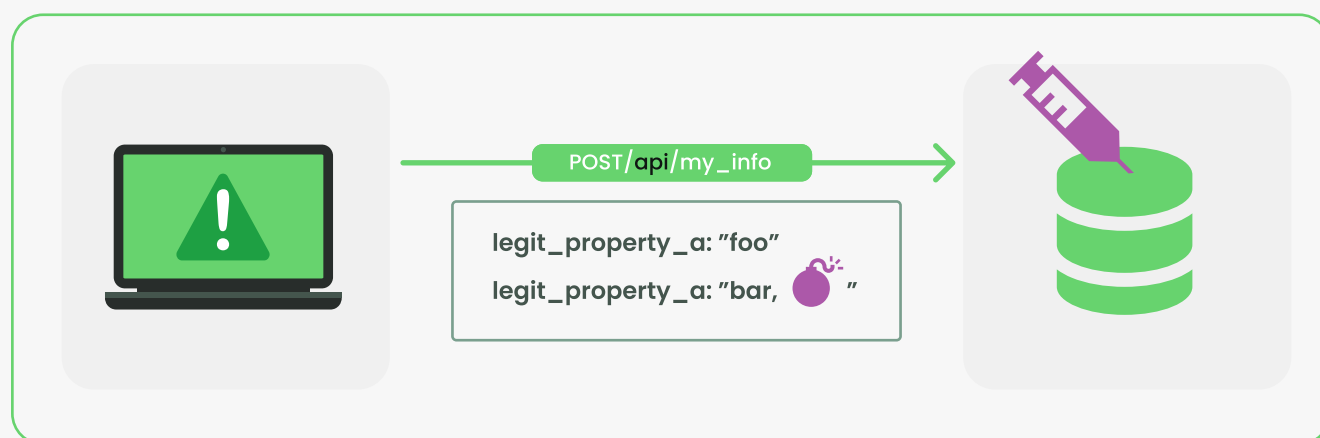 POST/api/my_info
legit_property_a: ”foo”
legit_property_a: ”bar, ”